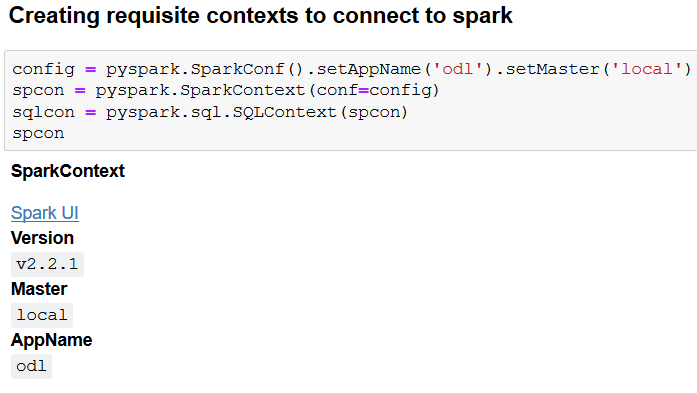 Creating requisite contexts to connect to spark
config = pyspark.SparkConf().setAppName('odl').setMaster('local')
spcon = pyspark.SparkContext(conf=config)
sqlcon = pyspark.sql.SQLContext(spcon)
spcon
SparkContext
Spark UI
Version
v2.2.1
Master
local
AppName
odl